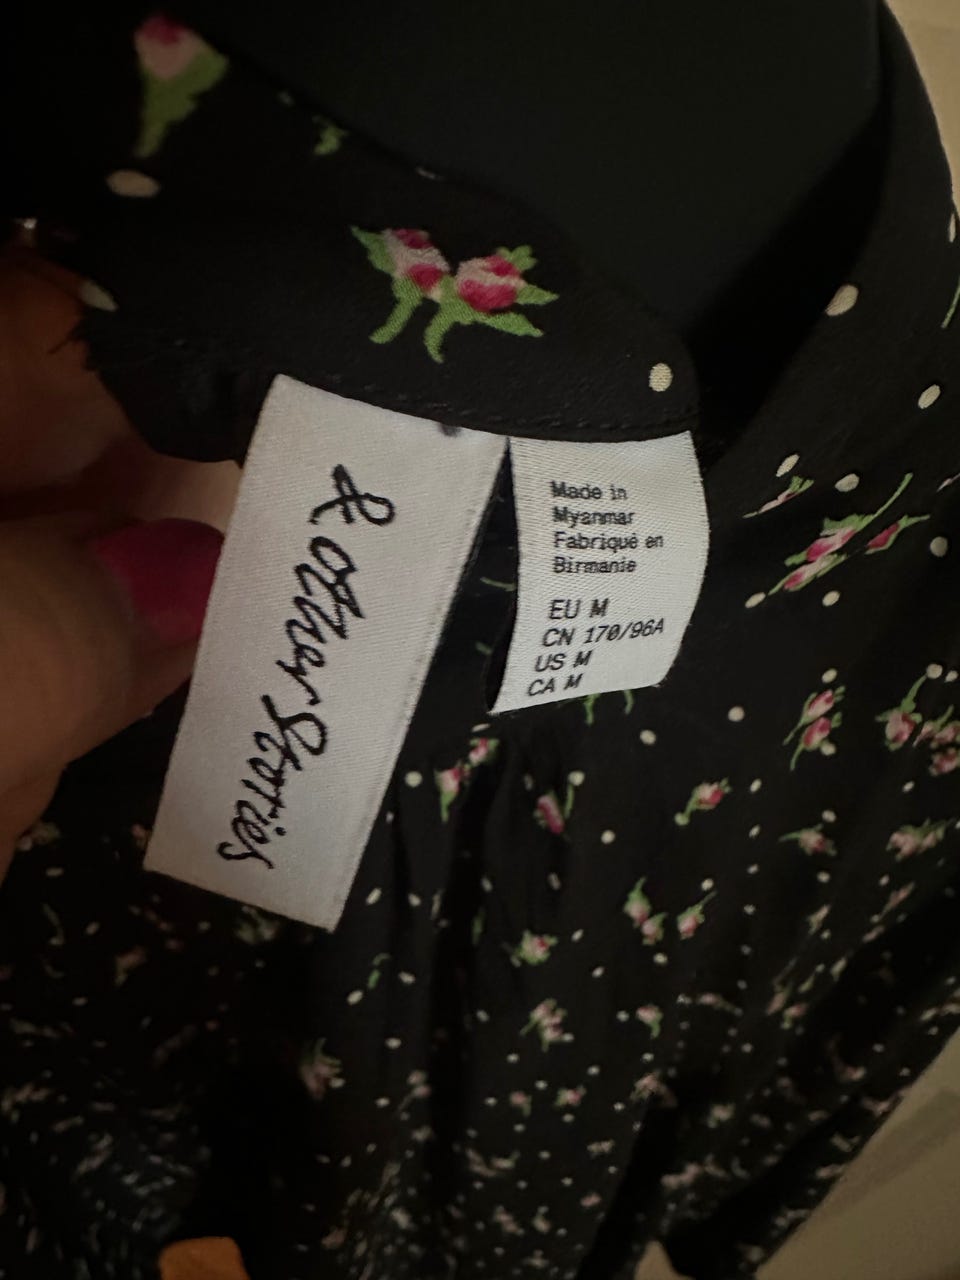 & Other Stories
Made in
Myanmar
Fabriqué en
Birmanie
EU M
CN 170/96A
US M
CA M